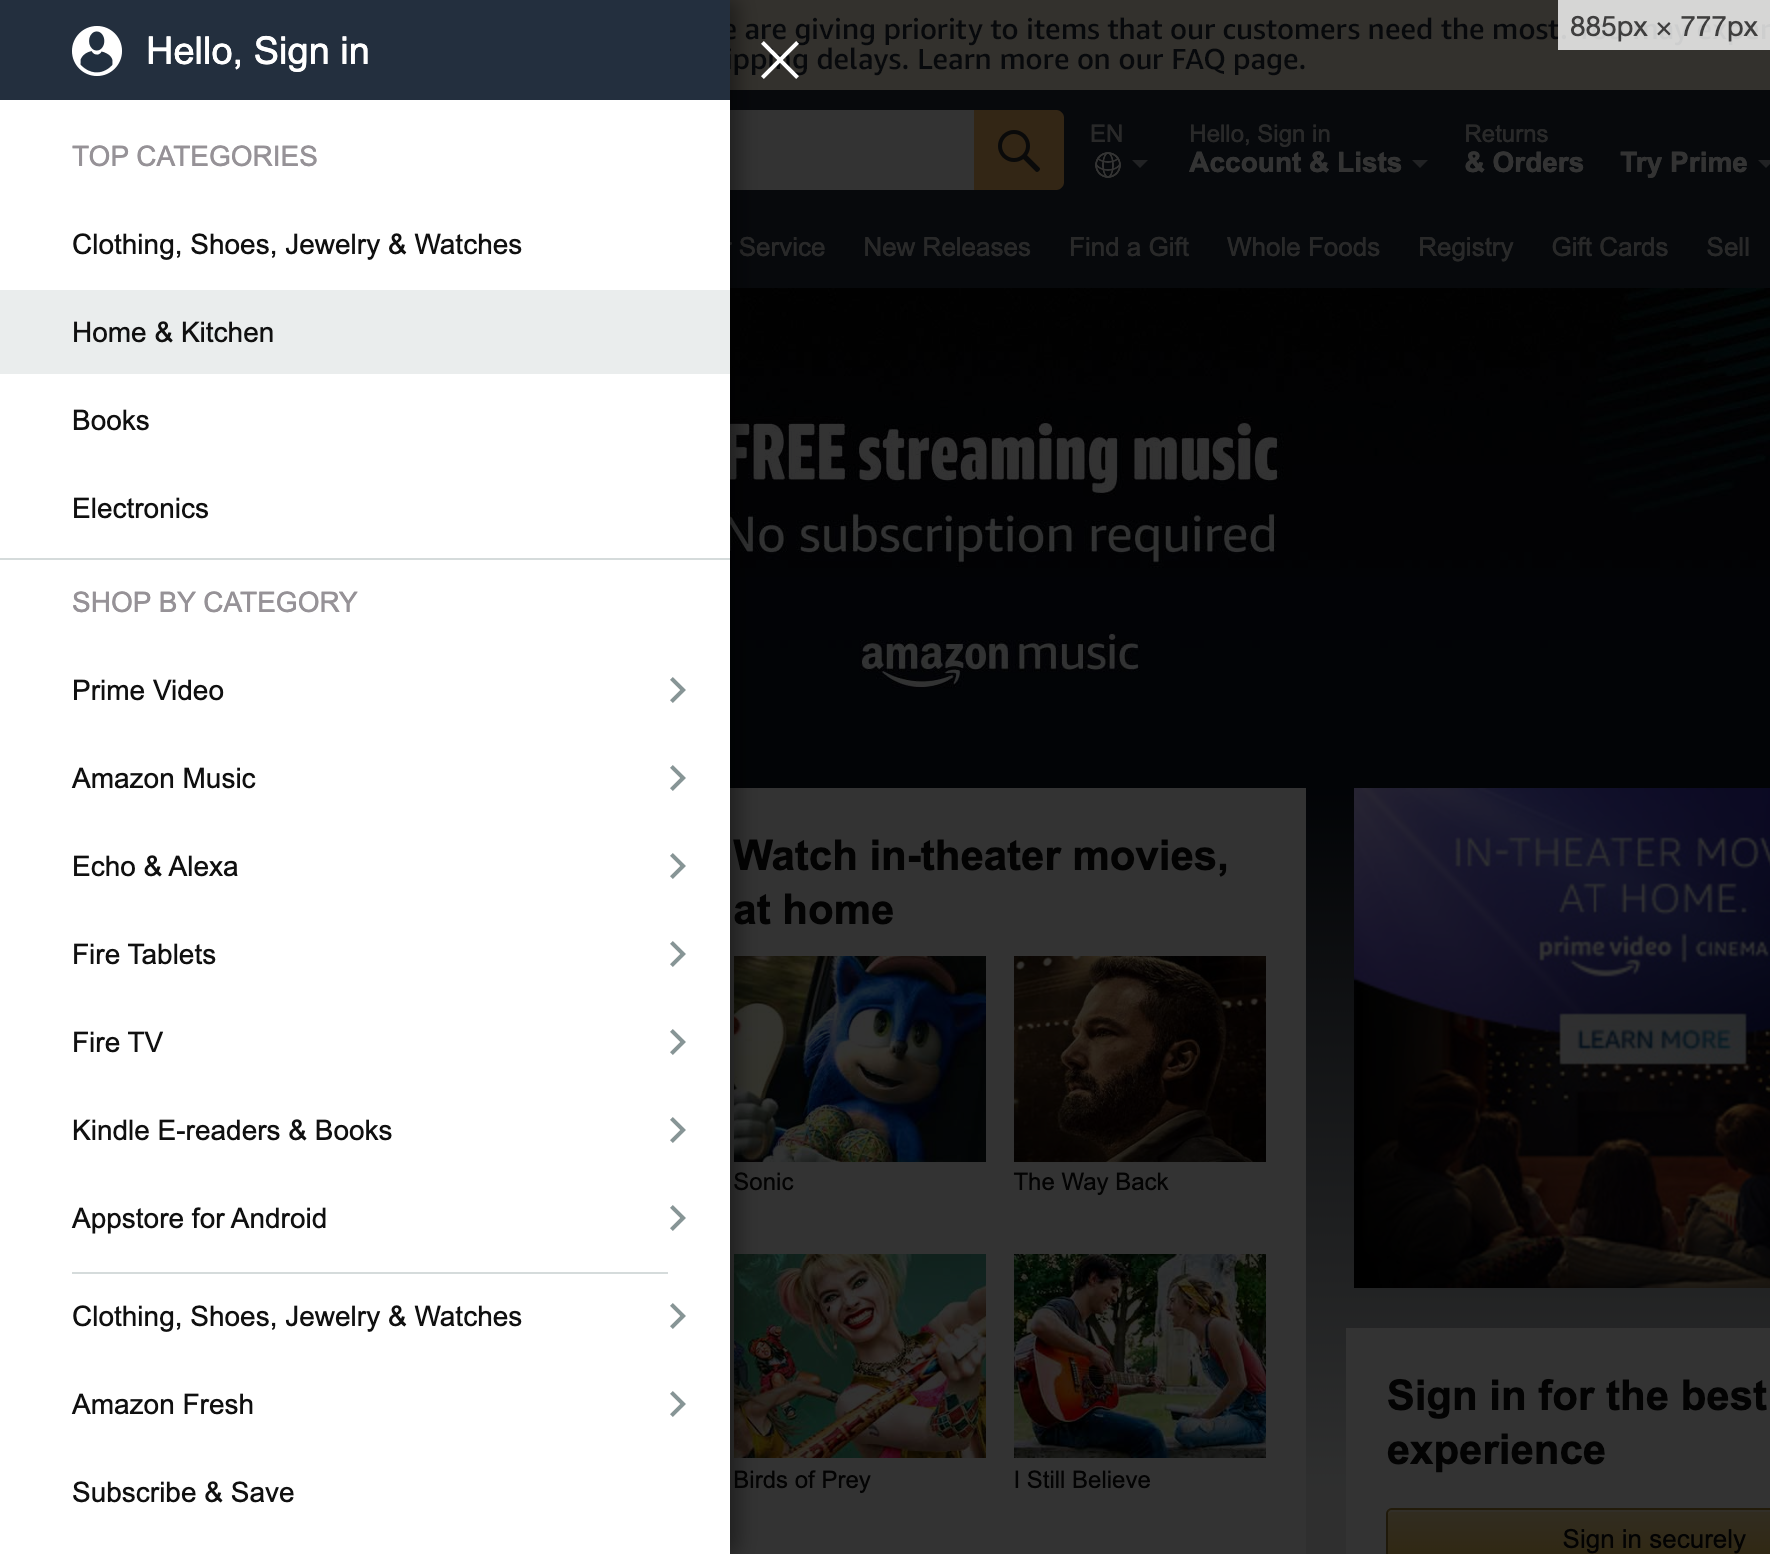 Hello, Sign in
TOP CATEGORIES
Clothing, Shoes, Jewelry & Watches
Home & Kitchen
Books
Electronics
SHOP BY CATEGORY
Prime Video
Amazon Music
Echo & Alexa
Fire Tablets
Fire TV
Kindle E-readers & Books
Appstore for Android
Clothing, Shoes, Jewelry & Watches
Amazon Fresh
Subscribe & Save
are giving priority to items that our customers need the most.
885px × 777px
delays. Learn more on our FAQ page.
EN
Hello, Sign in
Account & Lists
Returns
& Orders
Try Prime
Service New Releases Find a Gift Whole Foods Registry Gift Cards Sell
FREE streaming music
No subscription required
amazon music
Watch in-theater movies,
at home
Sonic
The Way Back
Birds of Prey
I Still Believe
IN-THEATER MOV
AT HOME.
prime video | CINEMA
LEARN MORE
Sign in for the best
experience
Sign in securely